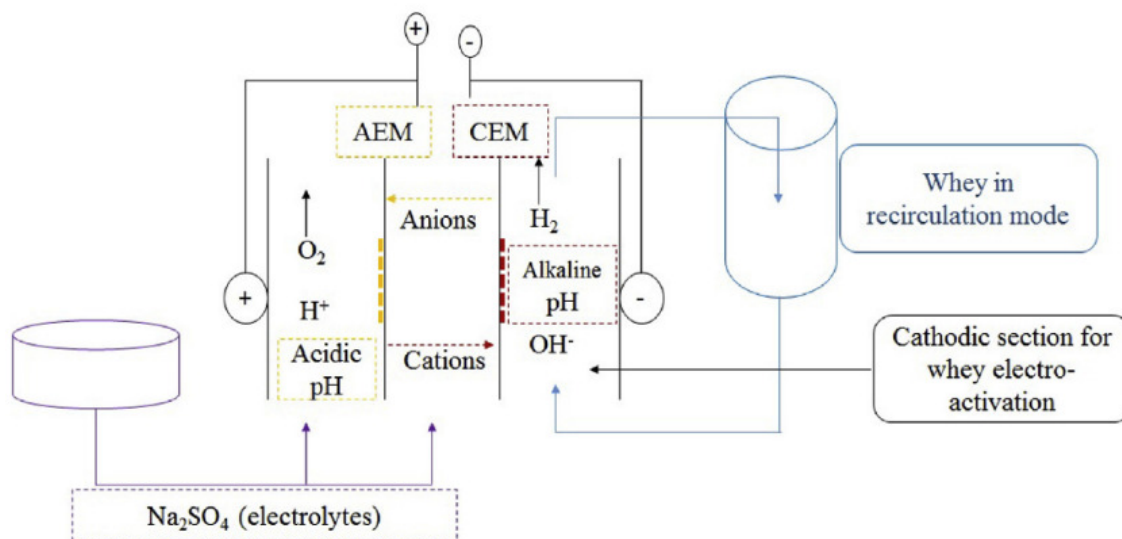 +
-
AEM
CEM
Anions
H₂
O₂
Alkaline
pH
+
-
H⁺
Acidic
pH
Cations
OH⁻
Whey in
recirculation mode
Cathodic section for
whey electro-
activation
Na₂SO₄ (electrolytes)